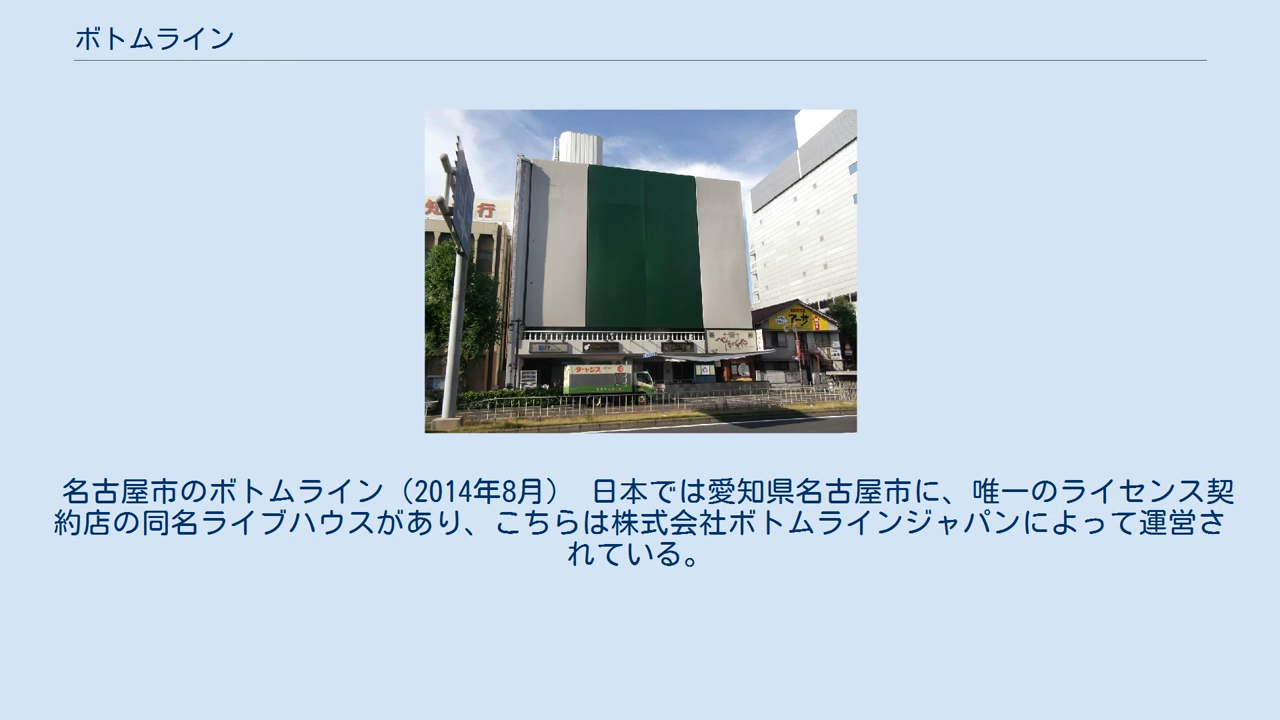 ボトムライン
行
アーサ
名古屋市のボトムライン（2014年8月） 日本では愛知県名古屋市に、唯一のライセンス契
約店の同名ライブハウスがあり、こちらは株式会社ボトムラインジャパンによって運営さ
れている。